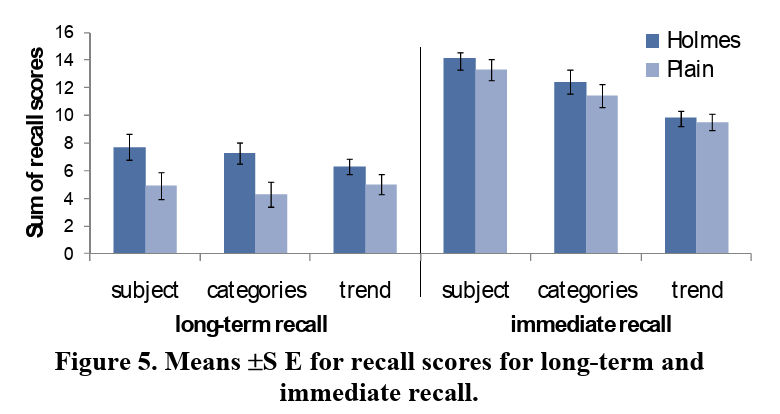 Sum of recall scores
16
14
12
10
8
6
4
2
0
Holmes
Plain
subject categories trend subject categories trend
long-term recall immediate recall
Figure 5. Means ±S E for recall scores for long-term and
immediate recall.